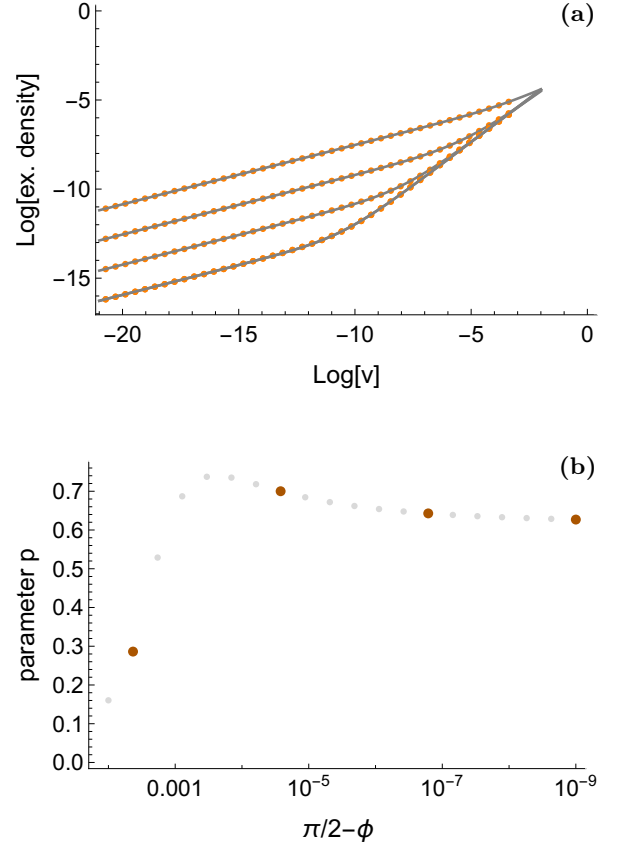 (a)
Log[ex. density]
0
−5
−10
−15
−20 −15 −10 −5 0
Log[v]
(b)
parameter p
0.7
0.6
0.5
0.4
0.3
0.2
0.1
0.0
0.001 10⁻⁵ 10⁻⁷ 10⁻⁹
π/2−ϕ